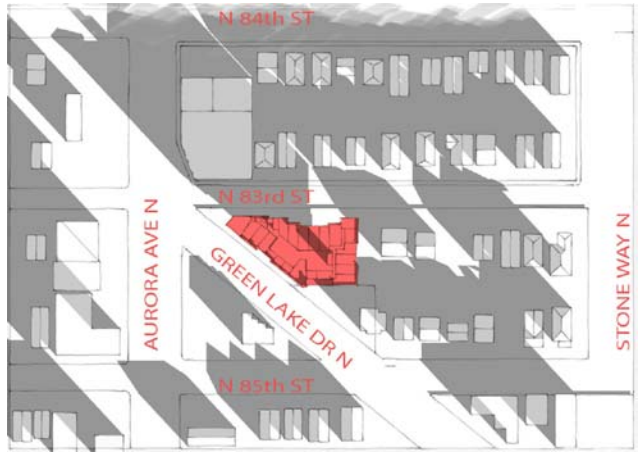 N 84th ST
N 83rd ST
AURORA AVE N
GREEN LAKE DR N
STONE WAY N
N 85th ST